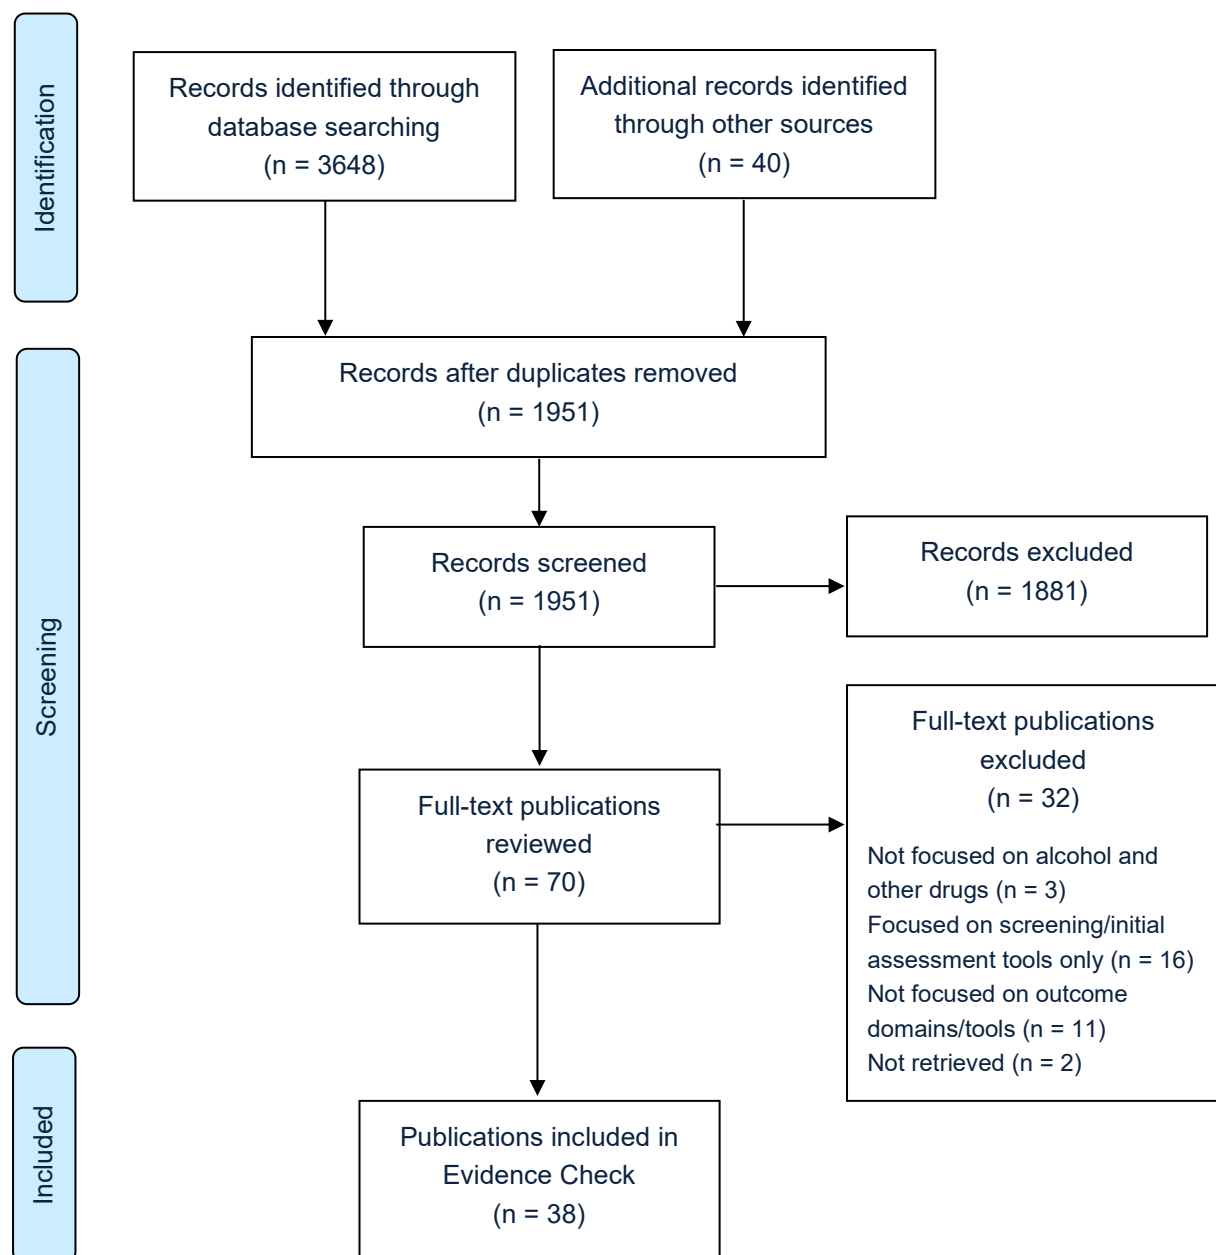 Identification
Records identified through
database searching
(n = 3648)
Additional records identified
through other sources
(n = 40)
Screening
Records after duplicates removed
(n = 1951)
Records screened
(n = 1951)
Records excluded
(n = 1881)
Full-text publications
reviewed
(n = 70)
Full-text publications
excluded
(n = 32)
Not focused on alcohol and
other drugs (n = 3)
Focused on screening/initial
assessment tools only (n = 16)
Not focused on outcome
domains/tools (n = 11)
Not retrieved (n = 2)
Included
Publications included in
Evidence Check
(n = 38)